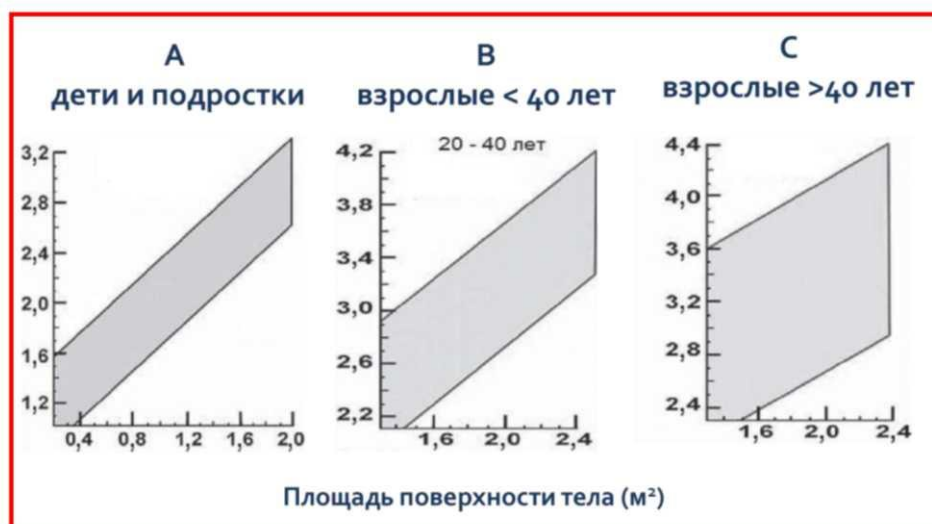 A
дети и подростки
B
взрослые < 40 лет
C
взрослые >40 лет
3,2
2,8
2,4
2,0
1,6
1,2
0,4 0,8 1,2 1,6 2,0
20 - 40 лет
4,2
3,8
3,4
3,0
2,6
2,2
1,6 2,0 2,4
4,4
4,0
3,6
3,2
2,8
2,4
1,6 2,0 2,4
Площадь поверхности тела (м²)